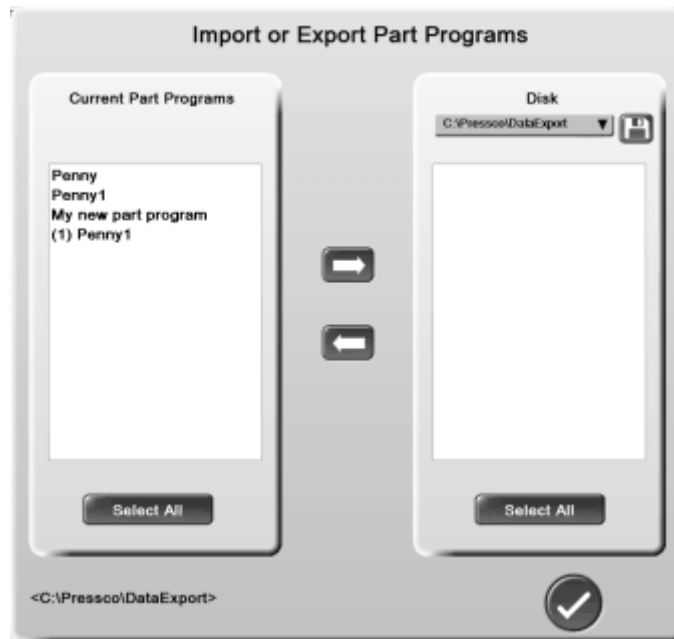 Import or Export Part Programs
Current Part Programs
Penny
Penny1
My new part program
(1) Penny1
Select All
Disk
C:\Pressco\DataExport
Select All
<C:\Pressco\DataExport>